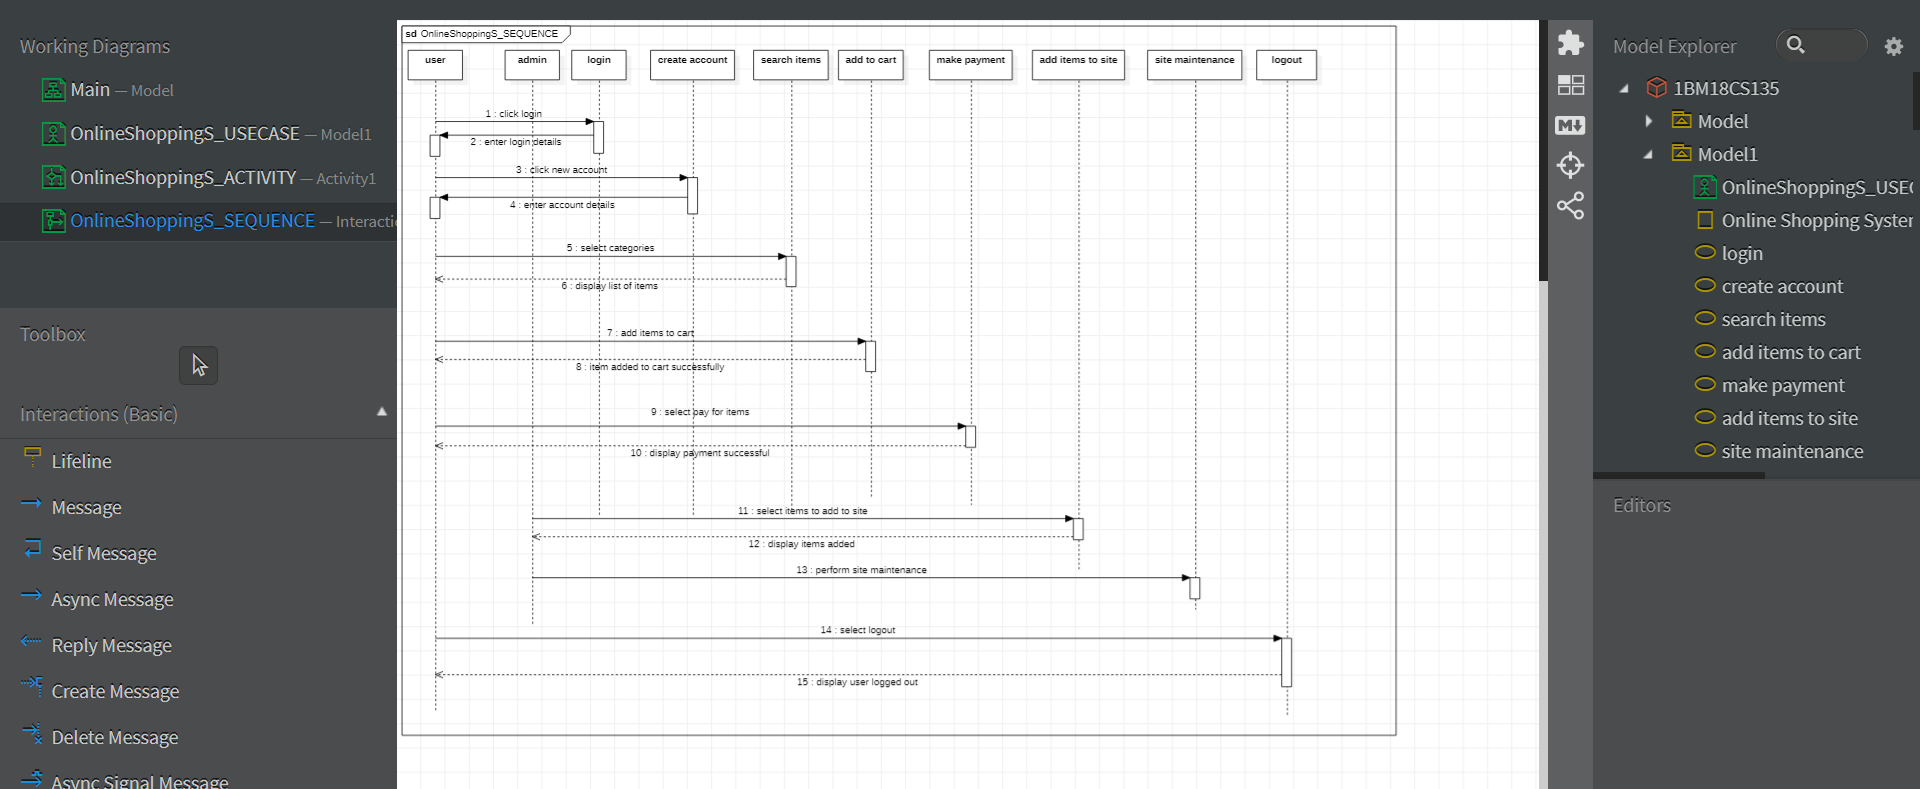 Working Diagrams
Main — Model
OnlineShoppingS_USECASE — Model1
OnlineShoppingS_ACTIVITY — Activity1
OnlineShoppingS_SEQUENCE — Interactic
Toolbox
Interactions (Basic)
Lifeline
Message
Self Message
Async Message
Reply Message
Create Message
Delete Message
Async Signal Message
sd OnlineShoppingS_SEQUENCE
user
admin
login
create account
search items
add to cart
make payment
add items to site
site maintenance
logout
1 : click login
2 : enter login details
3 : click new account
4 : enter account details
5 : select categories
6 : display list of items
7 : add items to cart
8 : item added to cart successfully
9 : select pay for items
10 : display payment successful
11 : select items to add to site
12 : display items added
13 : perform site maintenance
14 : select logout
15 : display user logged out
M
Model Explorer
1BM18CS135
Model
Model1
OnlineShoppingS_USEC
Online Shopping Syster
login
create account
search items
add items to cart
make payment
add items to site
site maintenance
Editors